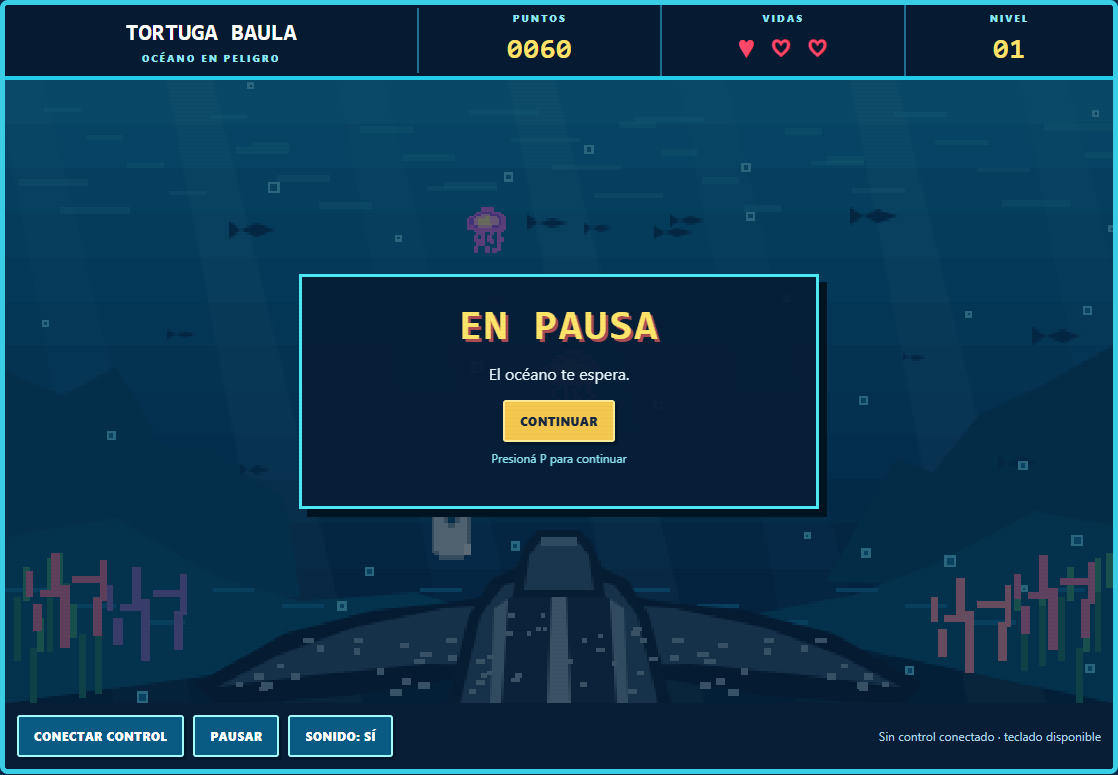 TORTUGA BAULA
OCÉANO EN PELIGRO
PUNTOS
0060
VIDAS
NIVEL
01
EN PAUSA
El océano te espera.
CONTINUAR
Presioná P para continuar
CONECTAR CONTROL
PAUSAR
SONIDO: SÍ
Sin control conectado · teclado disponible